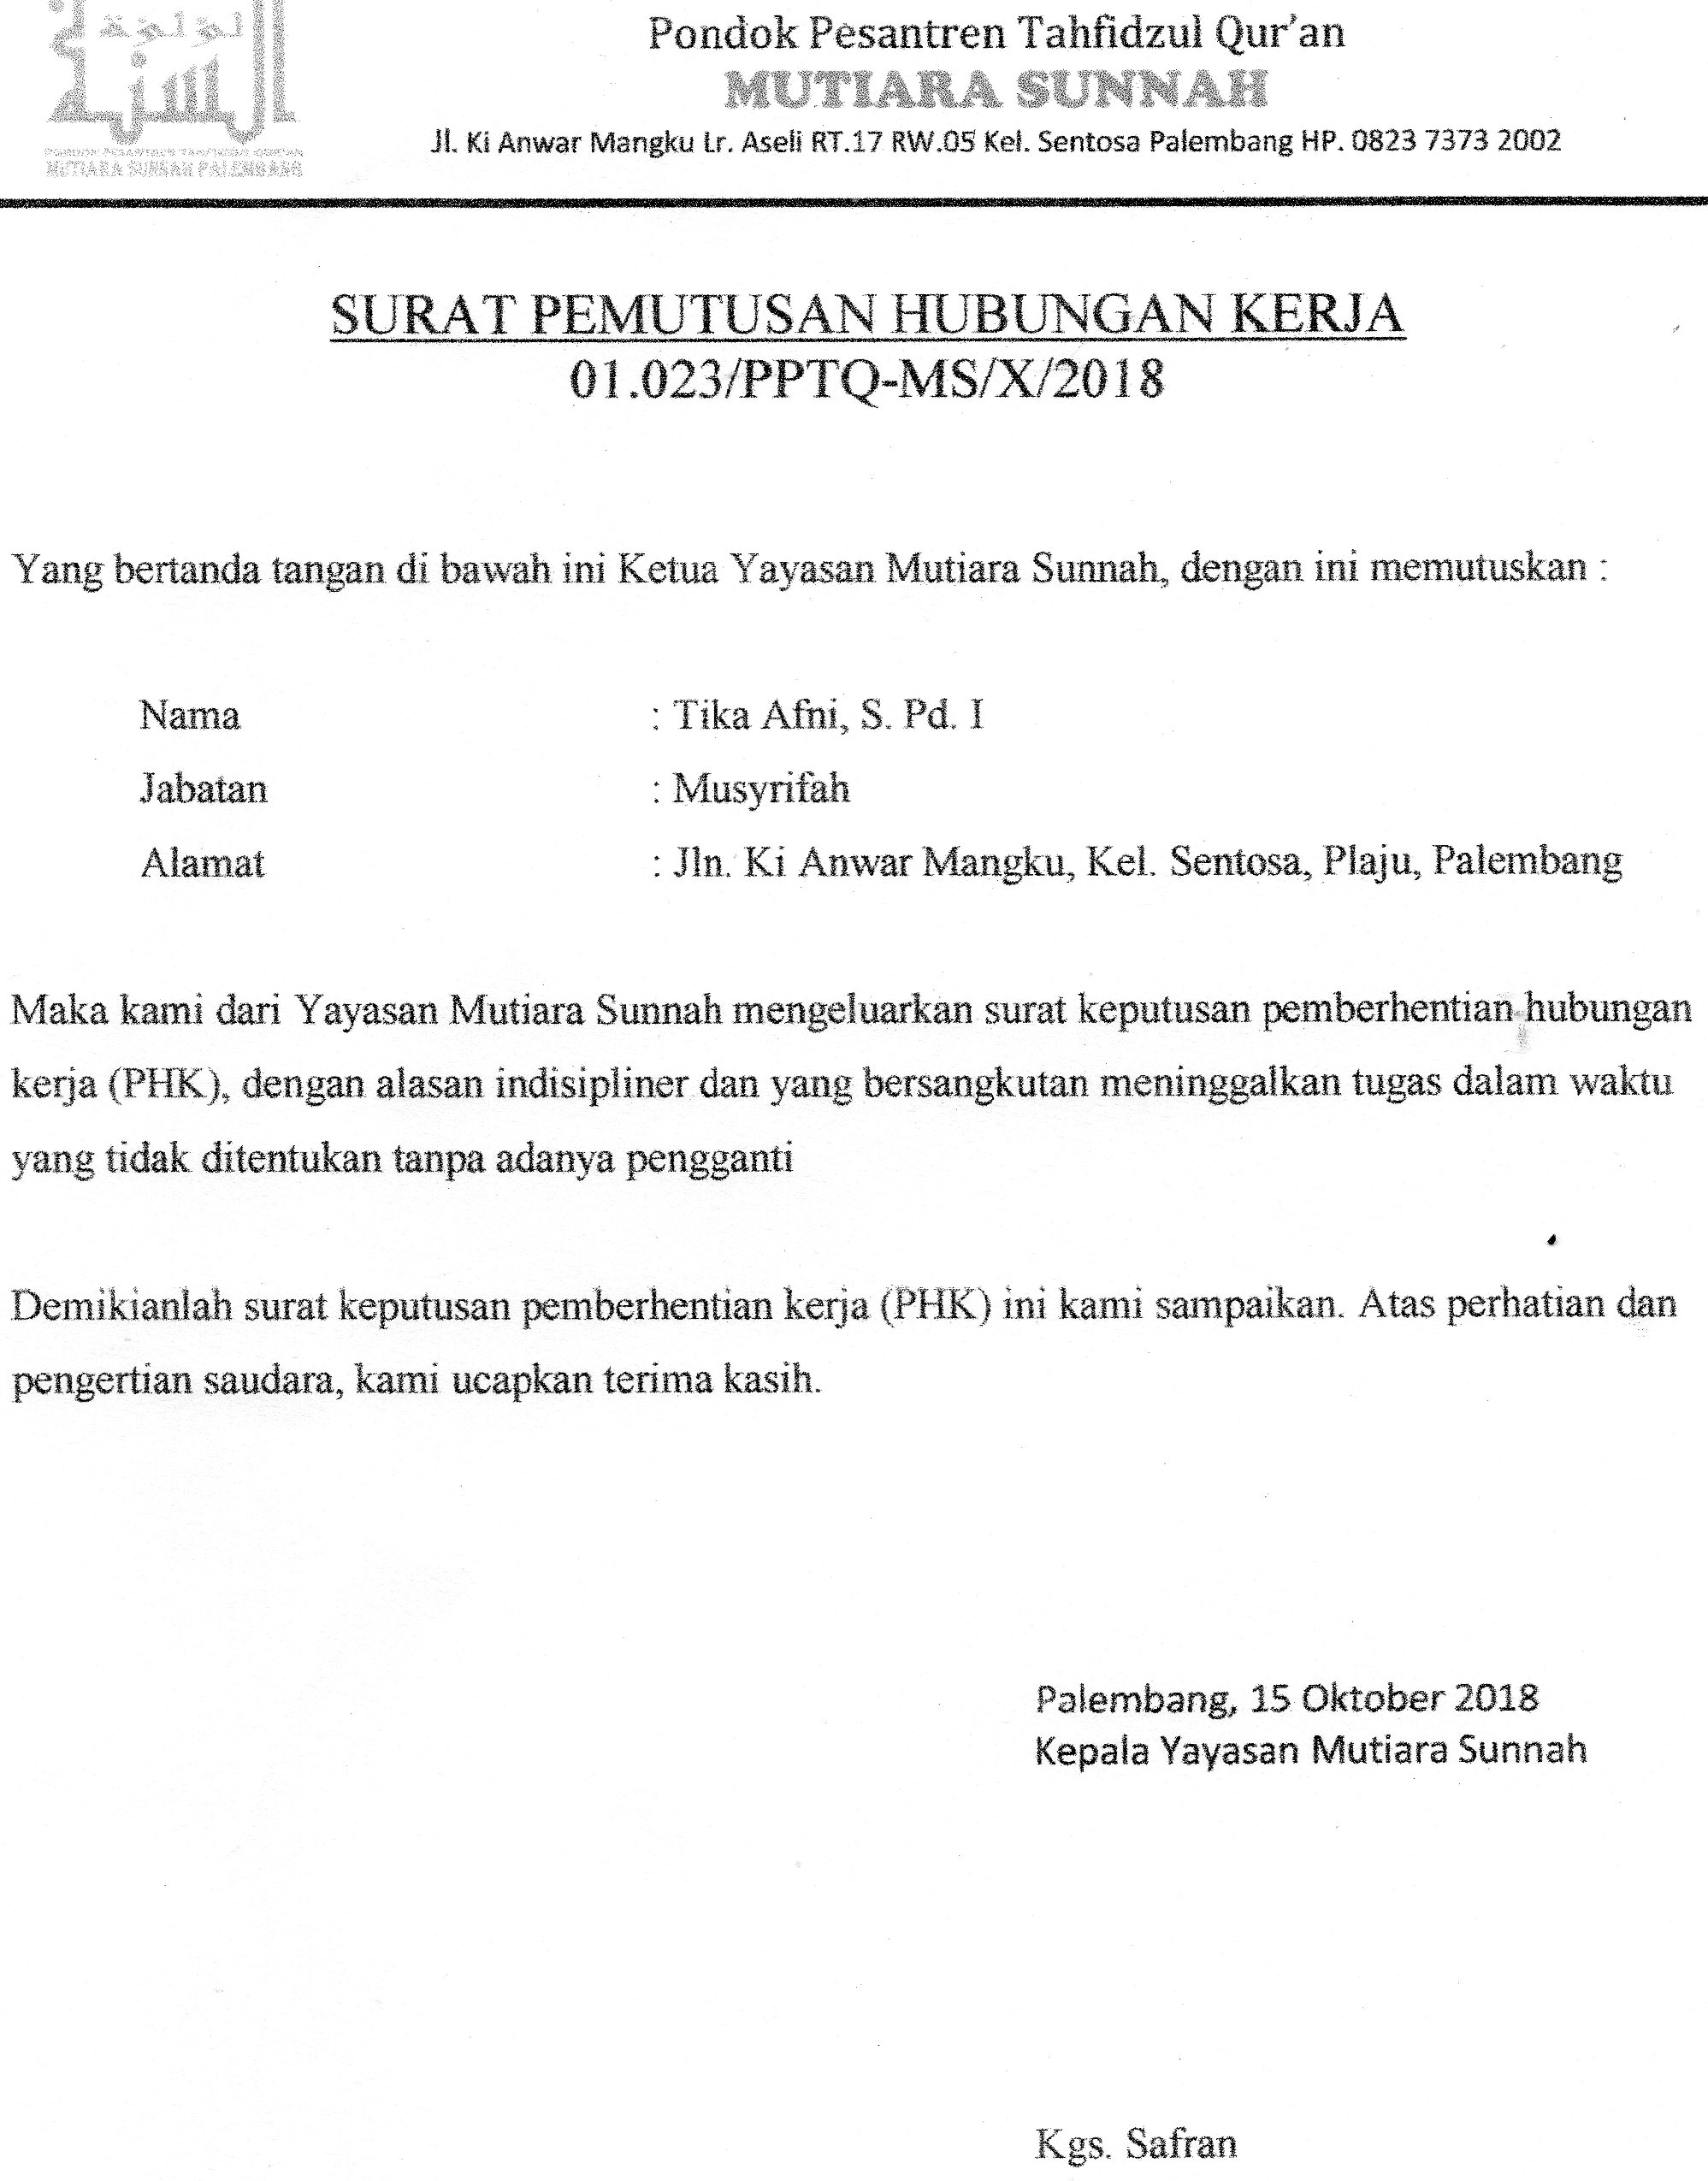 لؤلؤة
السنة
PONDOK PESANTREN TAHFIDZUL QUR'AN
MUTIARA SUNNAH PALEMBANG
Pondok Pesantren Tahfidzul Qur'an
MUTIARA SUNNAH
Jl. Ki Anwar Mangku Lr. Aseli RT.17 RW.05 Kel. Sentosa Palembang HP. 0823 7373 2002
SURAT PEMUTUSAN HUBUNGAN KERJA
01.023/PPTQ-MS/X/2018
Yang bertanda tangan di bawah ini Ketua Yayasan Mutiara Sunnah, dengan ini memutuskan :
Nama : Tika Afni, S. Pd. I
Jabatan : Musyrifah
Alamat : Jln. Ki Anwar Mangku, Kel. Sentosa, Plaju, Palembang
Maka kami dari Yayasan Mutiara Sunnah mengeluarkan surat keputusan pemberhentian hubungan
kerja (PHK), dengan alasan indisipliner dan yang bersangkutan meninggalkan tugas dalam waktu
yang tidak ditentukan tanpa adanya pengganti
Demikianlah surat keputusan pemberhentian kerja (PHK) ini kami sampaikan. Atas perhatian dan
pengertian saudara, kami ucapkan terima kasih.
Palembang, 15 Oktober 2018
Kepala Yayasan Mutiara Sunnah
Kgs. Safran